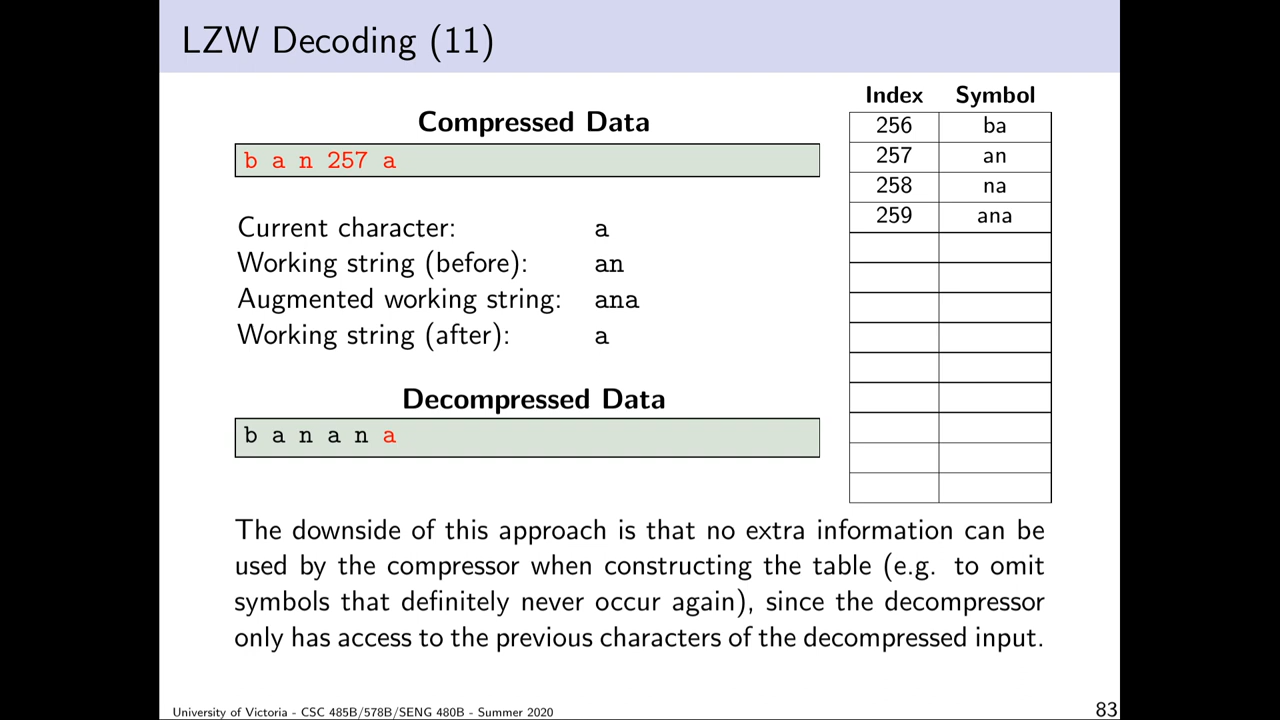 LZW Decoding (11)
Compressed Data
b a n 257 a
Current character: a
Working string (before): an
Augmented working string: ana
Working string (after): a
Decompressed Data
b a n a n a
Index Symbol
256 ba
257 an
258 na
259 ana
The downside of this approach is that no extra information can be
used by the compressor when constructing the table (e.g. to omit
symbols that definitely never occur again), since the decompressor
only has access to the previous characters of the decompressed input.
University of Victoria - CSC 485B/578B/SENG 480B - Summer 2020
83